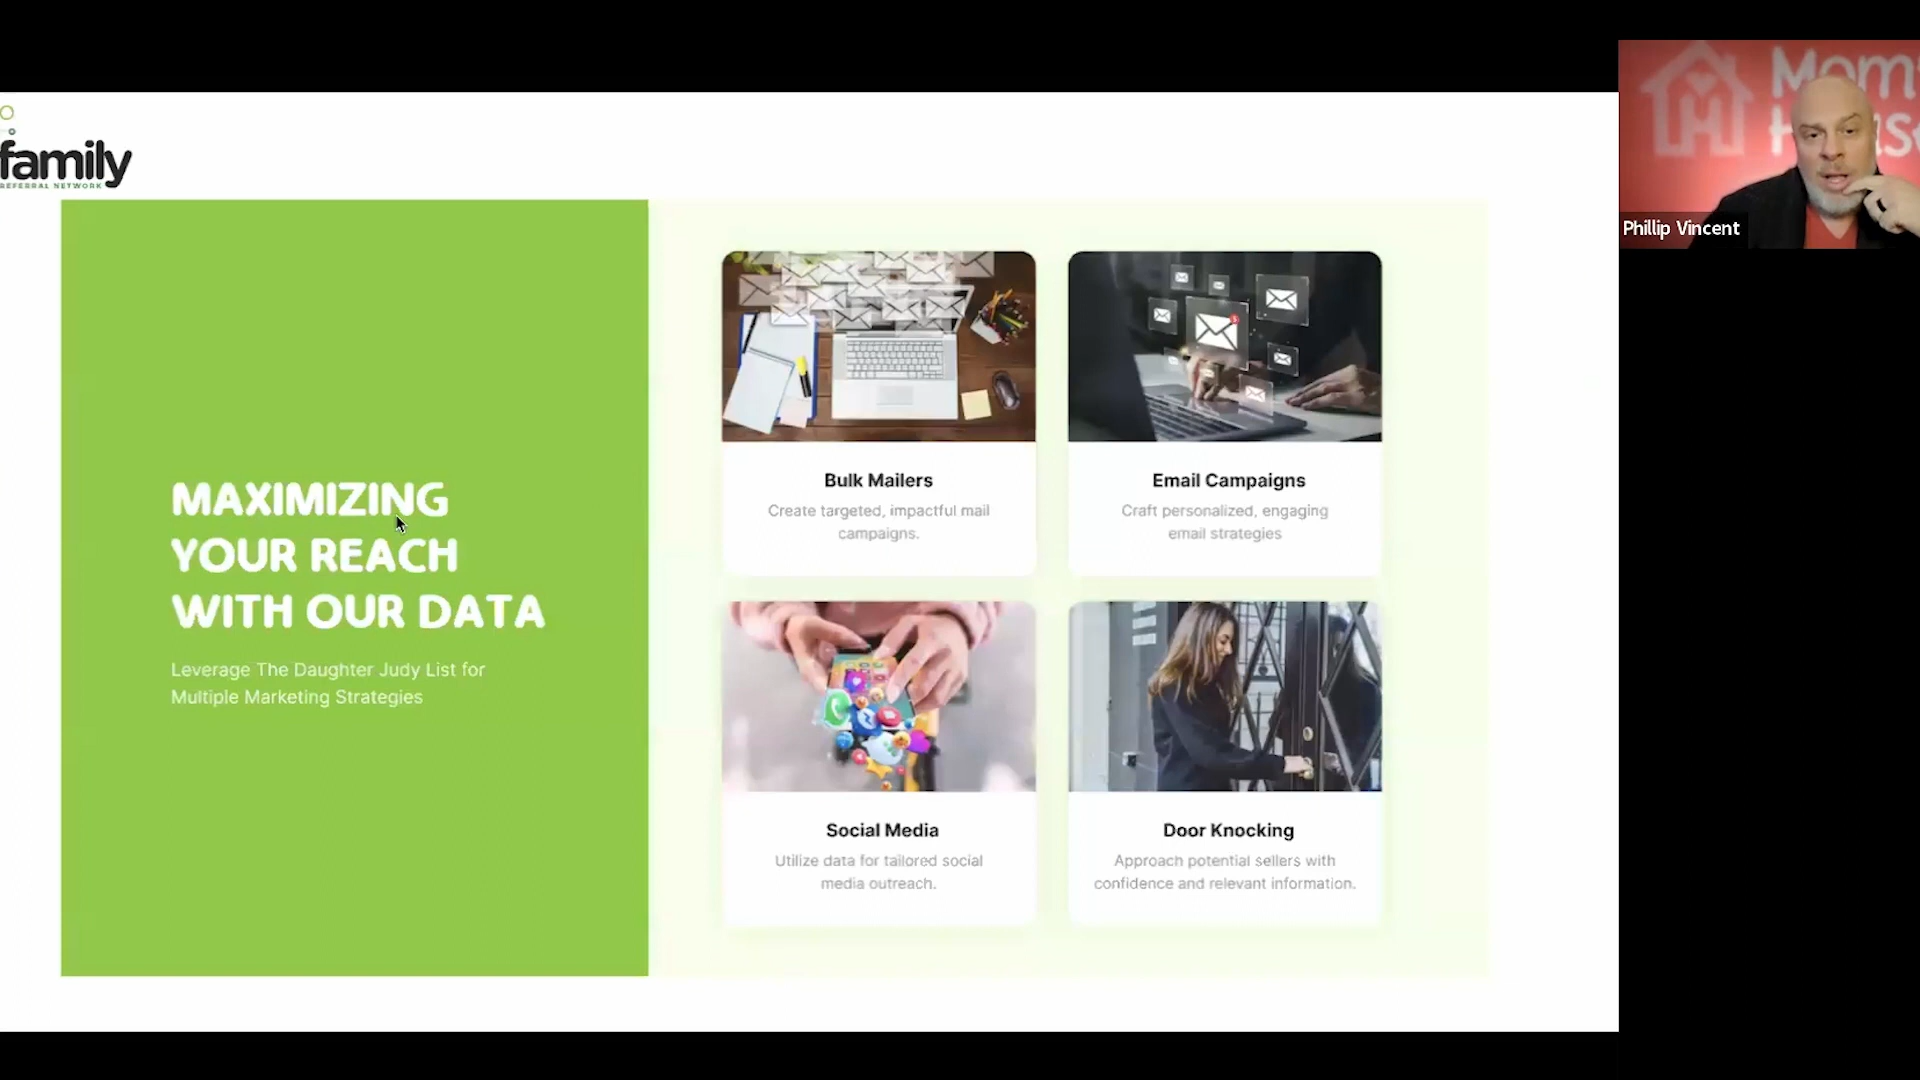 family
REFERRAL NETWORK
MAXIMIZING
YOUR REACH
WITH OUR DATA
Leverage The Daughter Judy List for
Multiple Marketing Strategies
Bulk Mailers
Create targeted, impactful mail
campaigns.
Email Campaigns
Craft personalized, engaging
email strategies
Social Media
Utilize data for tailored social
media outreach.
Door Knocking
Approach potential sellers with
confidence and relevant information.
Phillip Vincent